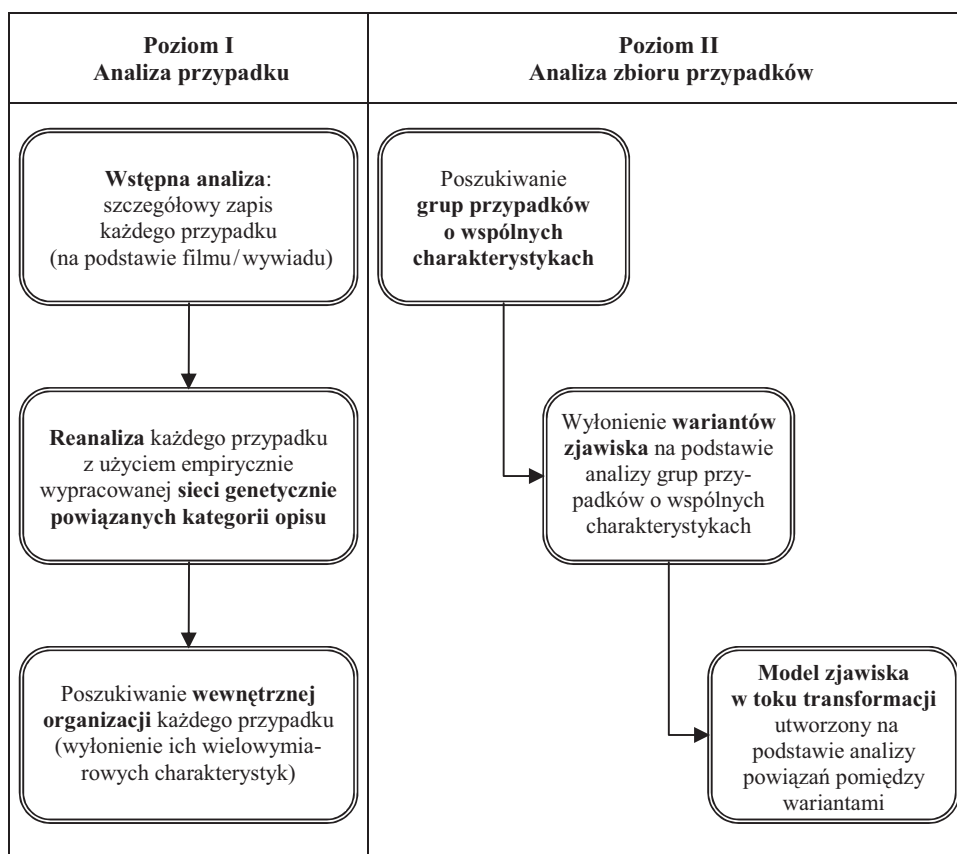 Poziom I
Analiza przypadku
Poziom II
Analiza zbioru przypadków
Wstępna analiza:
szczegółowy zapis
każdego przypadku
(na podstawie filmu/wywiadu)
Reanaliza każdego przypadku
z użyciem empirycznie
wypracowanej sieci genetycznie
powiązanych kategorii opisu
Poszukiwanie wewnętrznej
organizacji każdego przypadku
(wyłonienie ich wielowymia-
rowych charakterystyk)
Poszukiwanie
grup przypadków
o wspólnych
charakterystykach
Wyłonienie wariantów
zjawiska na podstawie
analizy grup przy-
padków o wspólnych
charakterystykach
Model zjawiska
w toku transformacji
utworzony na
podstawie analizy
powiązań pomiędzy
wariantami